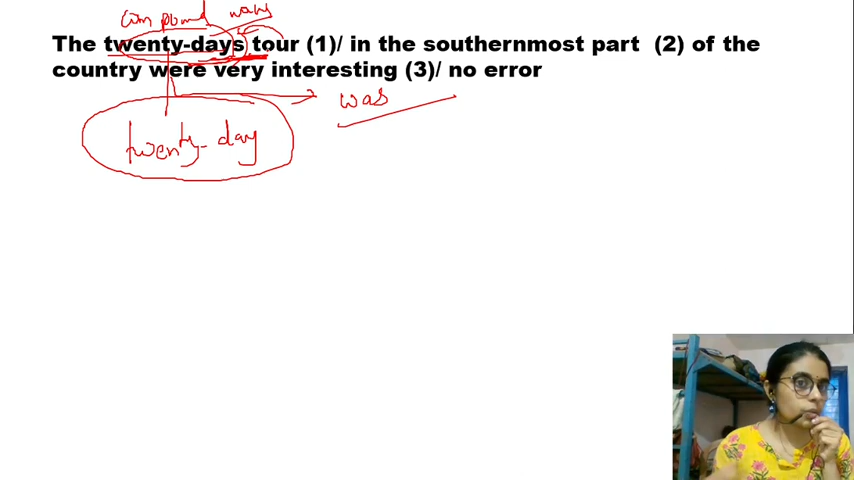 compound
The twenty-days tour (1)/ in the southernmost part (2) of the
country were very interesting (3)/ no error
was
twenty-day